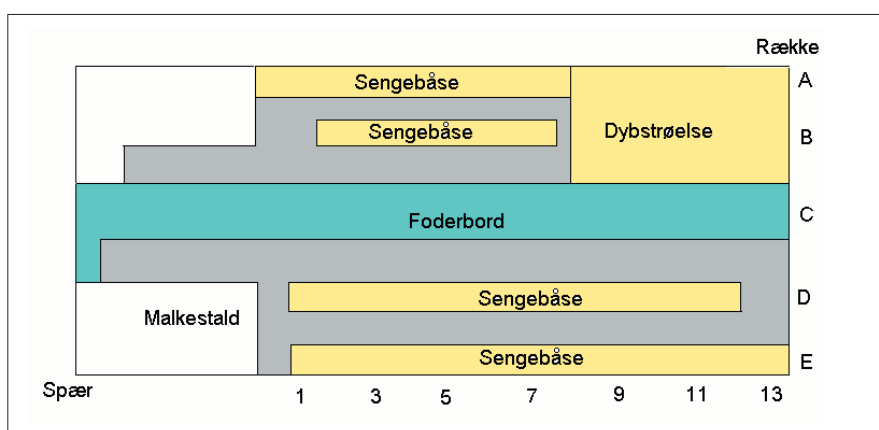 Række
Sengebåse
A
Sengebåse
Dybstrøelse
B
Foderbord
C
Sengebåse
D
Malkestald
Sengebåse
E
Spær
1 3 5 7 9 11 13